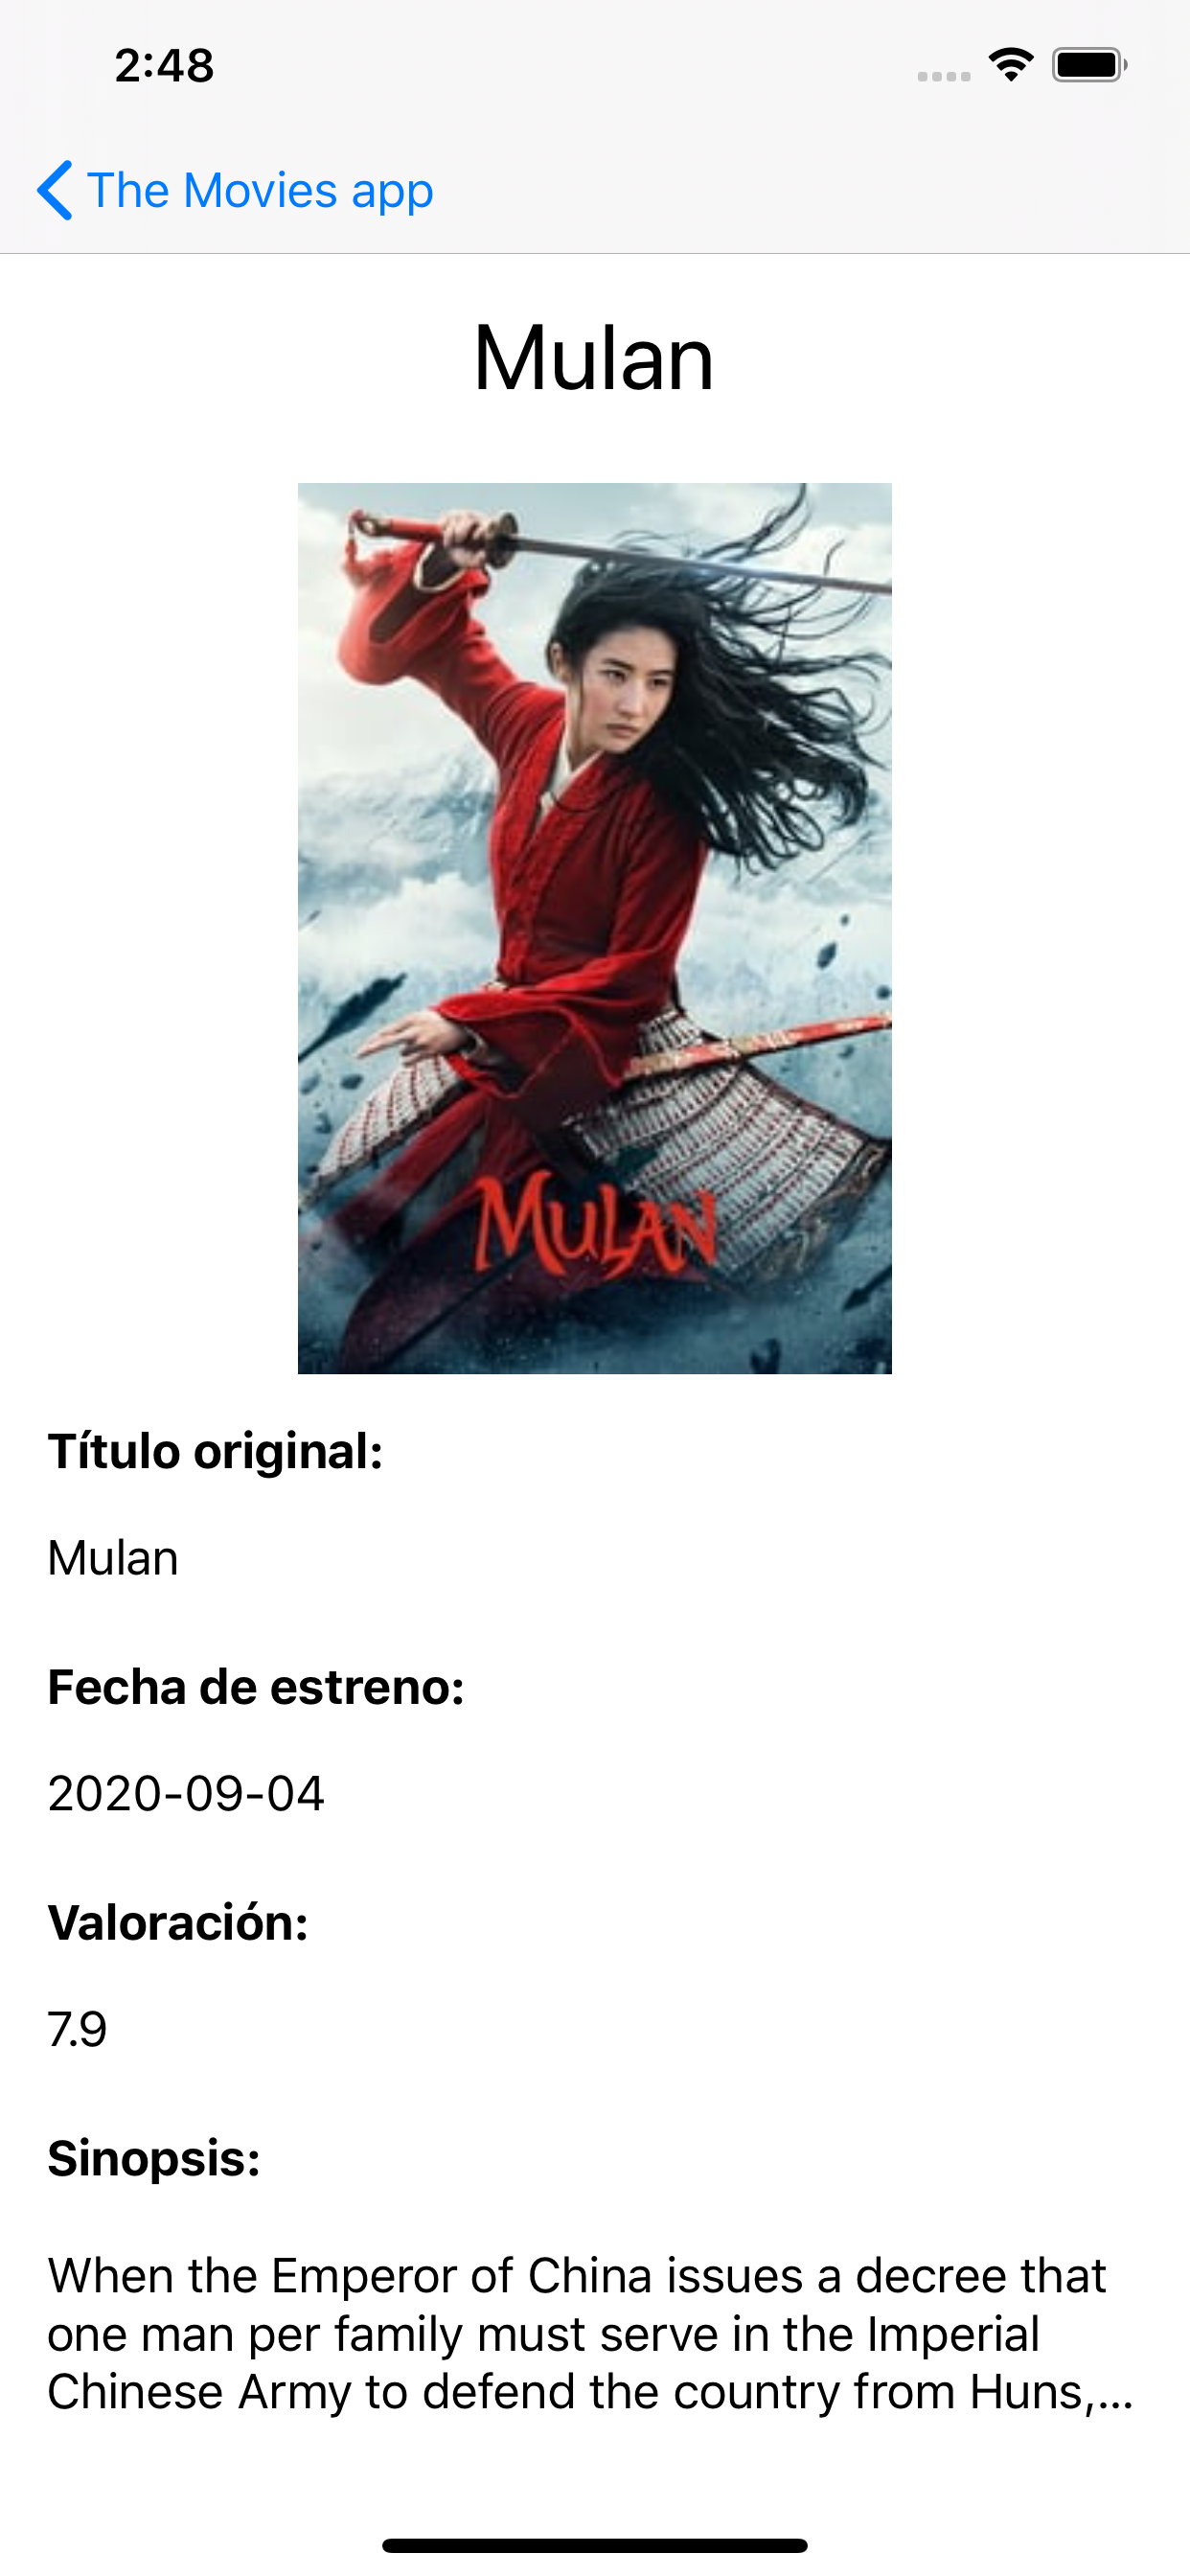 2:48
The Movies app
Mulan
MULAN
Título original:
Mulan
Fecha de estreno:
2020-09-04
Valoración:
7.9
Sinopsis:
When the Emperor of China issues a decree that
one man per family must serve in the Imperial
Chinese Army to defend the country from Huns,...